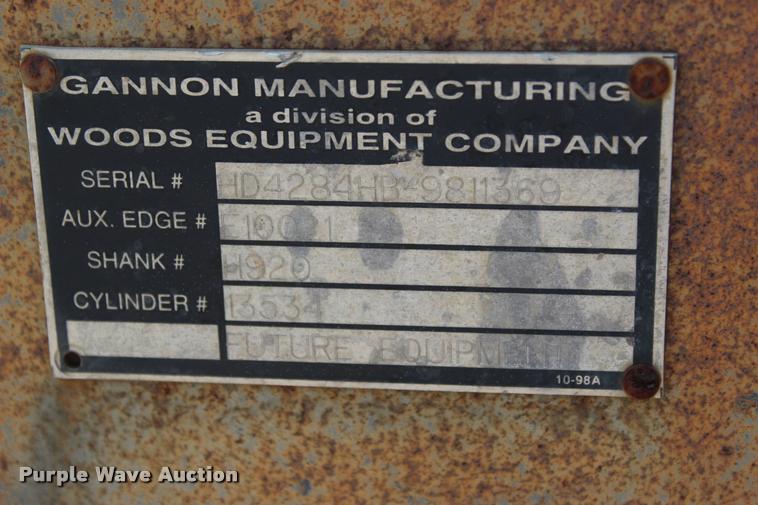 GANNON MANUFACTURING
a division of
WOODS EQUIPMENT COMPANY
SERIAL # HD4284HB-9811369
AUX. EDGE #
SHANK # H920
CYLINDER # 13534
FUTURE EQUIPMENT
10-98A
Purple Wave Auction